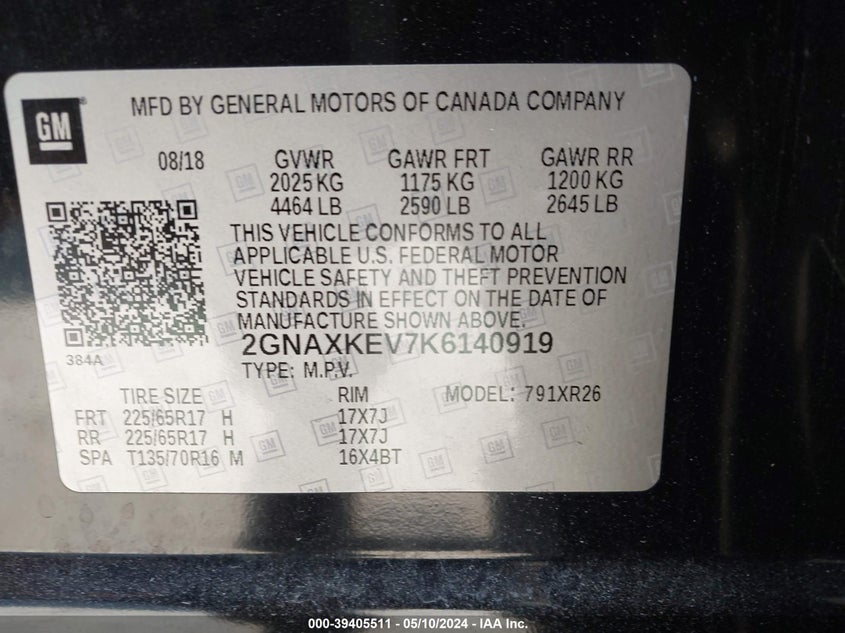 GM
MFD BY GENERAL MOTORS OF CANADA COMPANY
08/18 GVWR GAWR FRT GAWR RR
2025 KG 1175 KG 1200 KG
4464 LB 2590 LB 2645 LB
THIS VEHICLE CONFORMS TO ALL
APPLICABLE U.S. FEDERAL MOTOR
VEHICLE SAFETY AND THEFT PREVENTION
STANDARDS IN EFFECT ON THE DATE OF
MANUFACTURE SHOWN ABOVE.
384A
2GNAXKEV7K6140919
TYPE: M.P.V.
TIRE SIZE RIM MODEL: 791XR26
FRT 225/65R17 H 17X7J
RR 225/65R17 H 17X7J
SPA T135/70R16 M 16X4BT
000-39405511 - 05/10/2024 - IAA Inc.